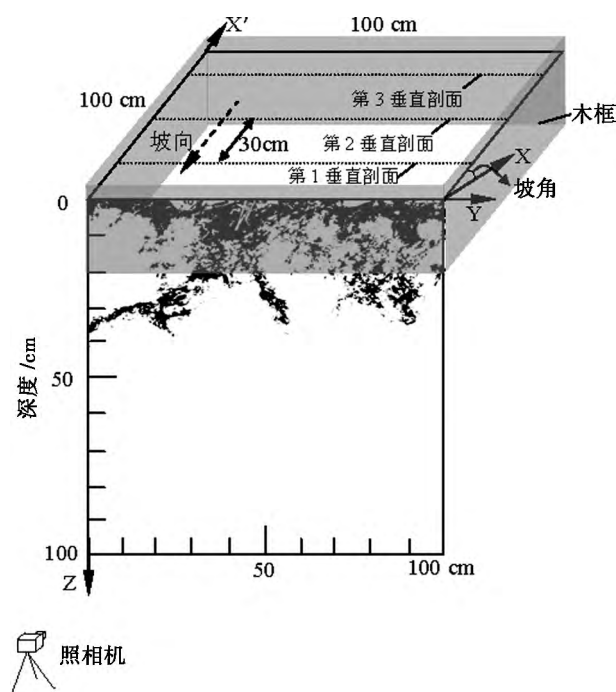 X′
100 cm
100 cm
第 3 垂直剖面
木框
坡向
30cm
第 2 垂直剖面
X
第 1 垂直剖面
坡角
0
Y
深度 /cm
50
100
50
100 cm
Z
照相机